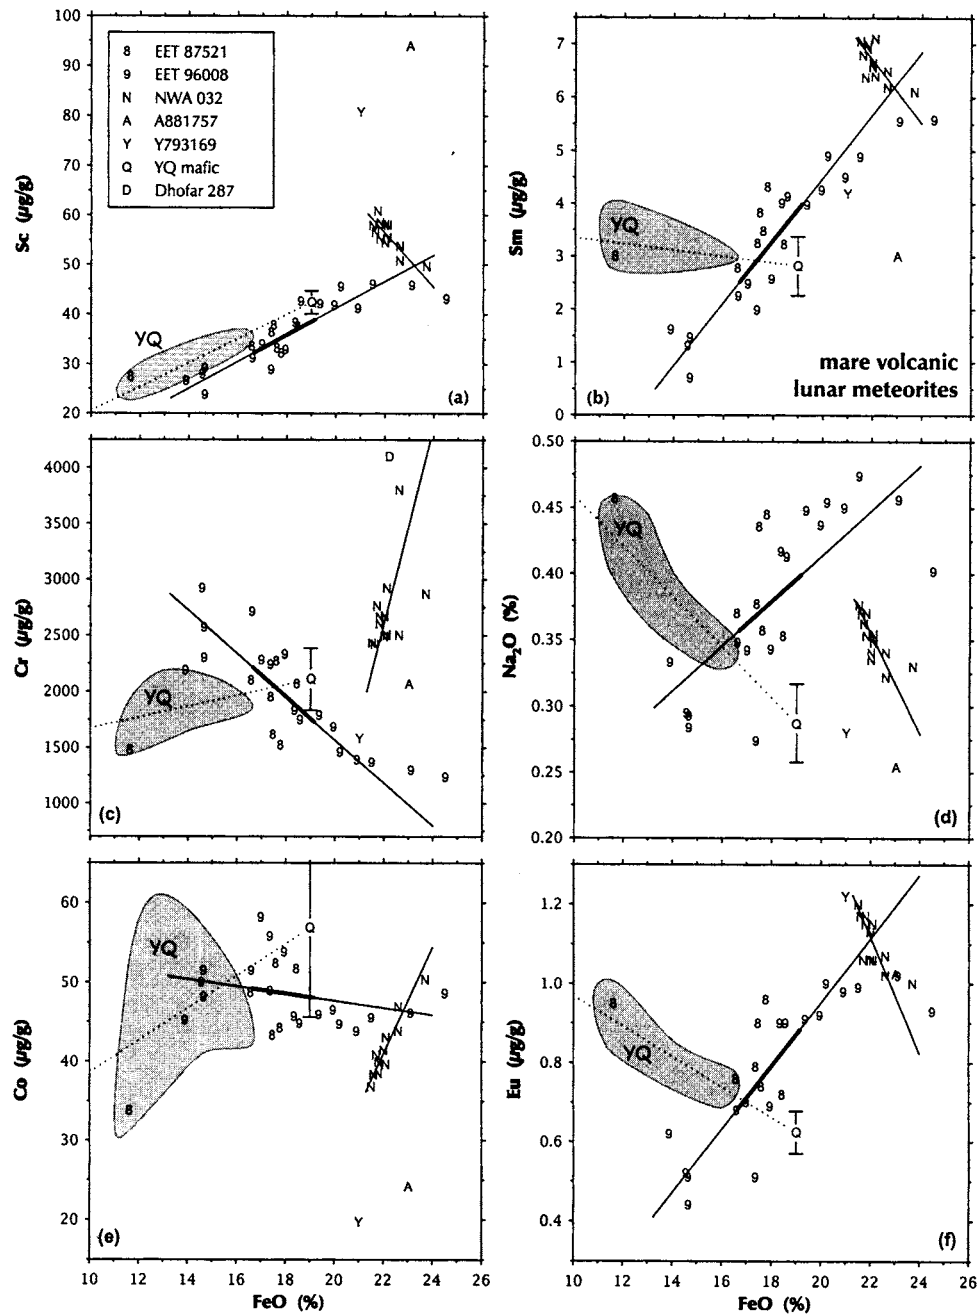 100
90
80
70
60
50
40
30
20
Sc (µg/g)
8 EET 87521
9 EET 96008
N NWA 032
A A881757
Y Y793169
Q YQ mafic
D Dhofar 287
A
Y
YQ
Q
(a)
7
6
5
4
3
2
1
0
Sm (µg/g)
YQ
Q
Y
A
mare volcanic
lunar meteorites
(b)
4000
3500
3000
2500
2000
1500
1000
Cr (µg/g)
D
YQ
Q
A
Y
(c)
0.50
0.45
0.40
0.35
0.30
0.25
0.20
Na2O (%)
YQ
Q
Y
A
(d)
60
50
40
30
20
Co (µg/g)
YQ
Q
A
Y
(e)
1.2
1.0
0.8
0.6
0.4
Eu (µg/g)
Y
A
YQ
Q
(f)
10 12 14 16 18 20 22 24 26
FeO (%)
10 12 14 16 18 20 22 24 26
FeO (%)